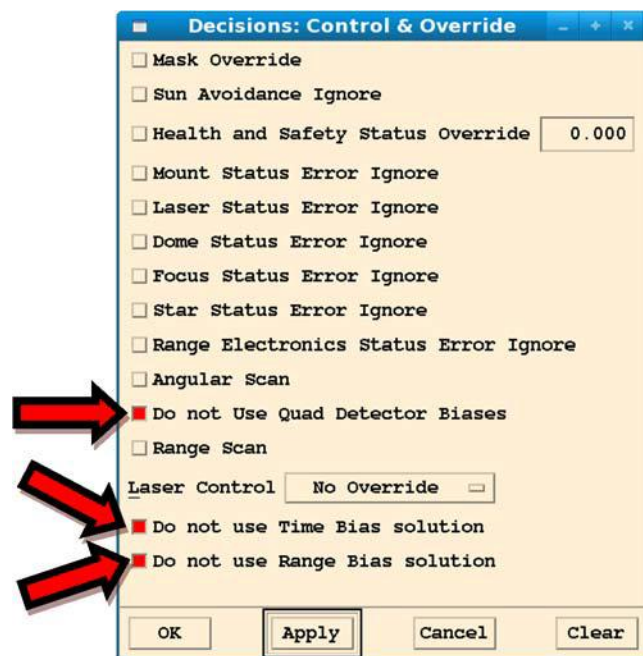 Decisions: Control & Override
Mask Override
Sun Avoidance Ignore
Health and Safety Status Override 0.000
Mount Status Error Ignore
Laser Status Error Ignore
Dome Status Error Ignore
Focus Status Error Ignore
Star Status Error Ignore
Range Electronics Status Error Ignore
Angular Scan
Do not Use Quad Detector Biases
Range Scan
Laser Control No Override
Do not use Time Bias solution
Do not use Range Bias solution
OK Apply Cancel Clear